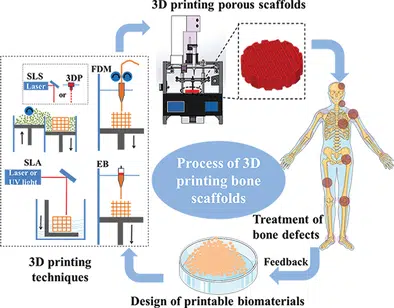 3D printing porous scaffolds
SLS
3DP
Laser
or
FDM
SLA
Laser or
UV light
EB
Process of 3D
printing bone
scaffolds
Treatment of
bone defects
3D printing
techniques
Feedback
Design of printable biomaterials